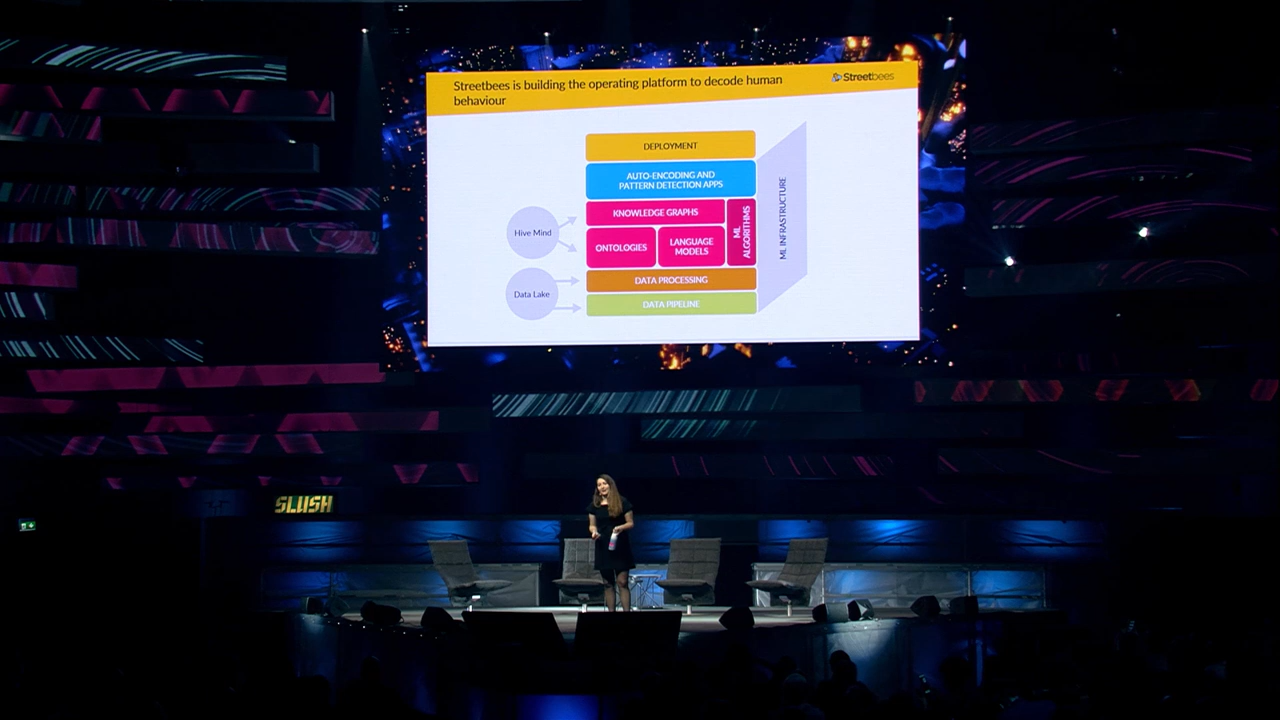 Streetbees is building the operating platform to decode human
behaviour
Streetbees
DEPLOYMENT
AUTO-ENCODING AND
PATTERN DETECTION APPS
KNOWLEDGE GRAPHS
ONTOLOGIES
LANGUAGE
MODELS
ML
ALGORITHMS
ML INFRASTRUCTURE
Hive Mind
DATA PROCESSING
Data Lake
DATA PIPELINE
SLUSH